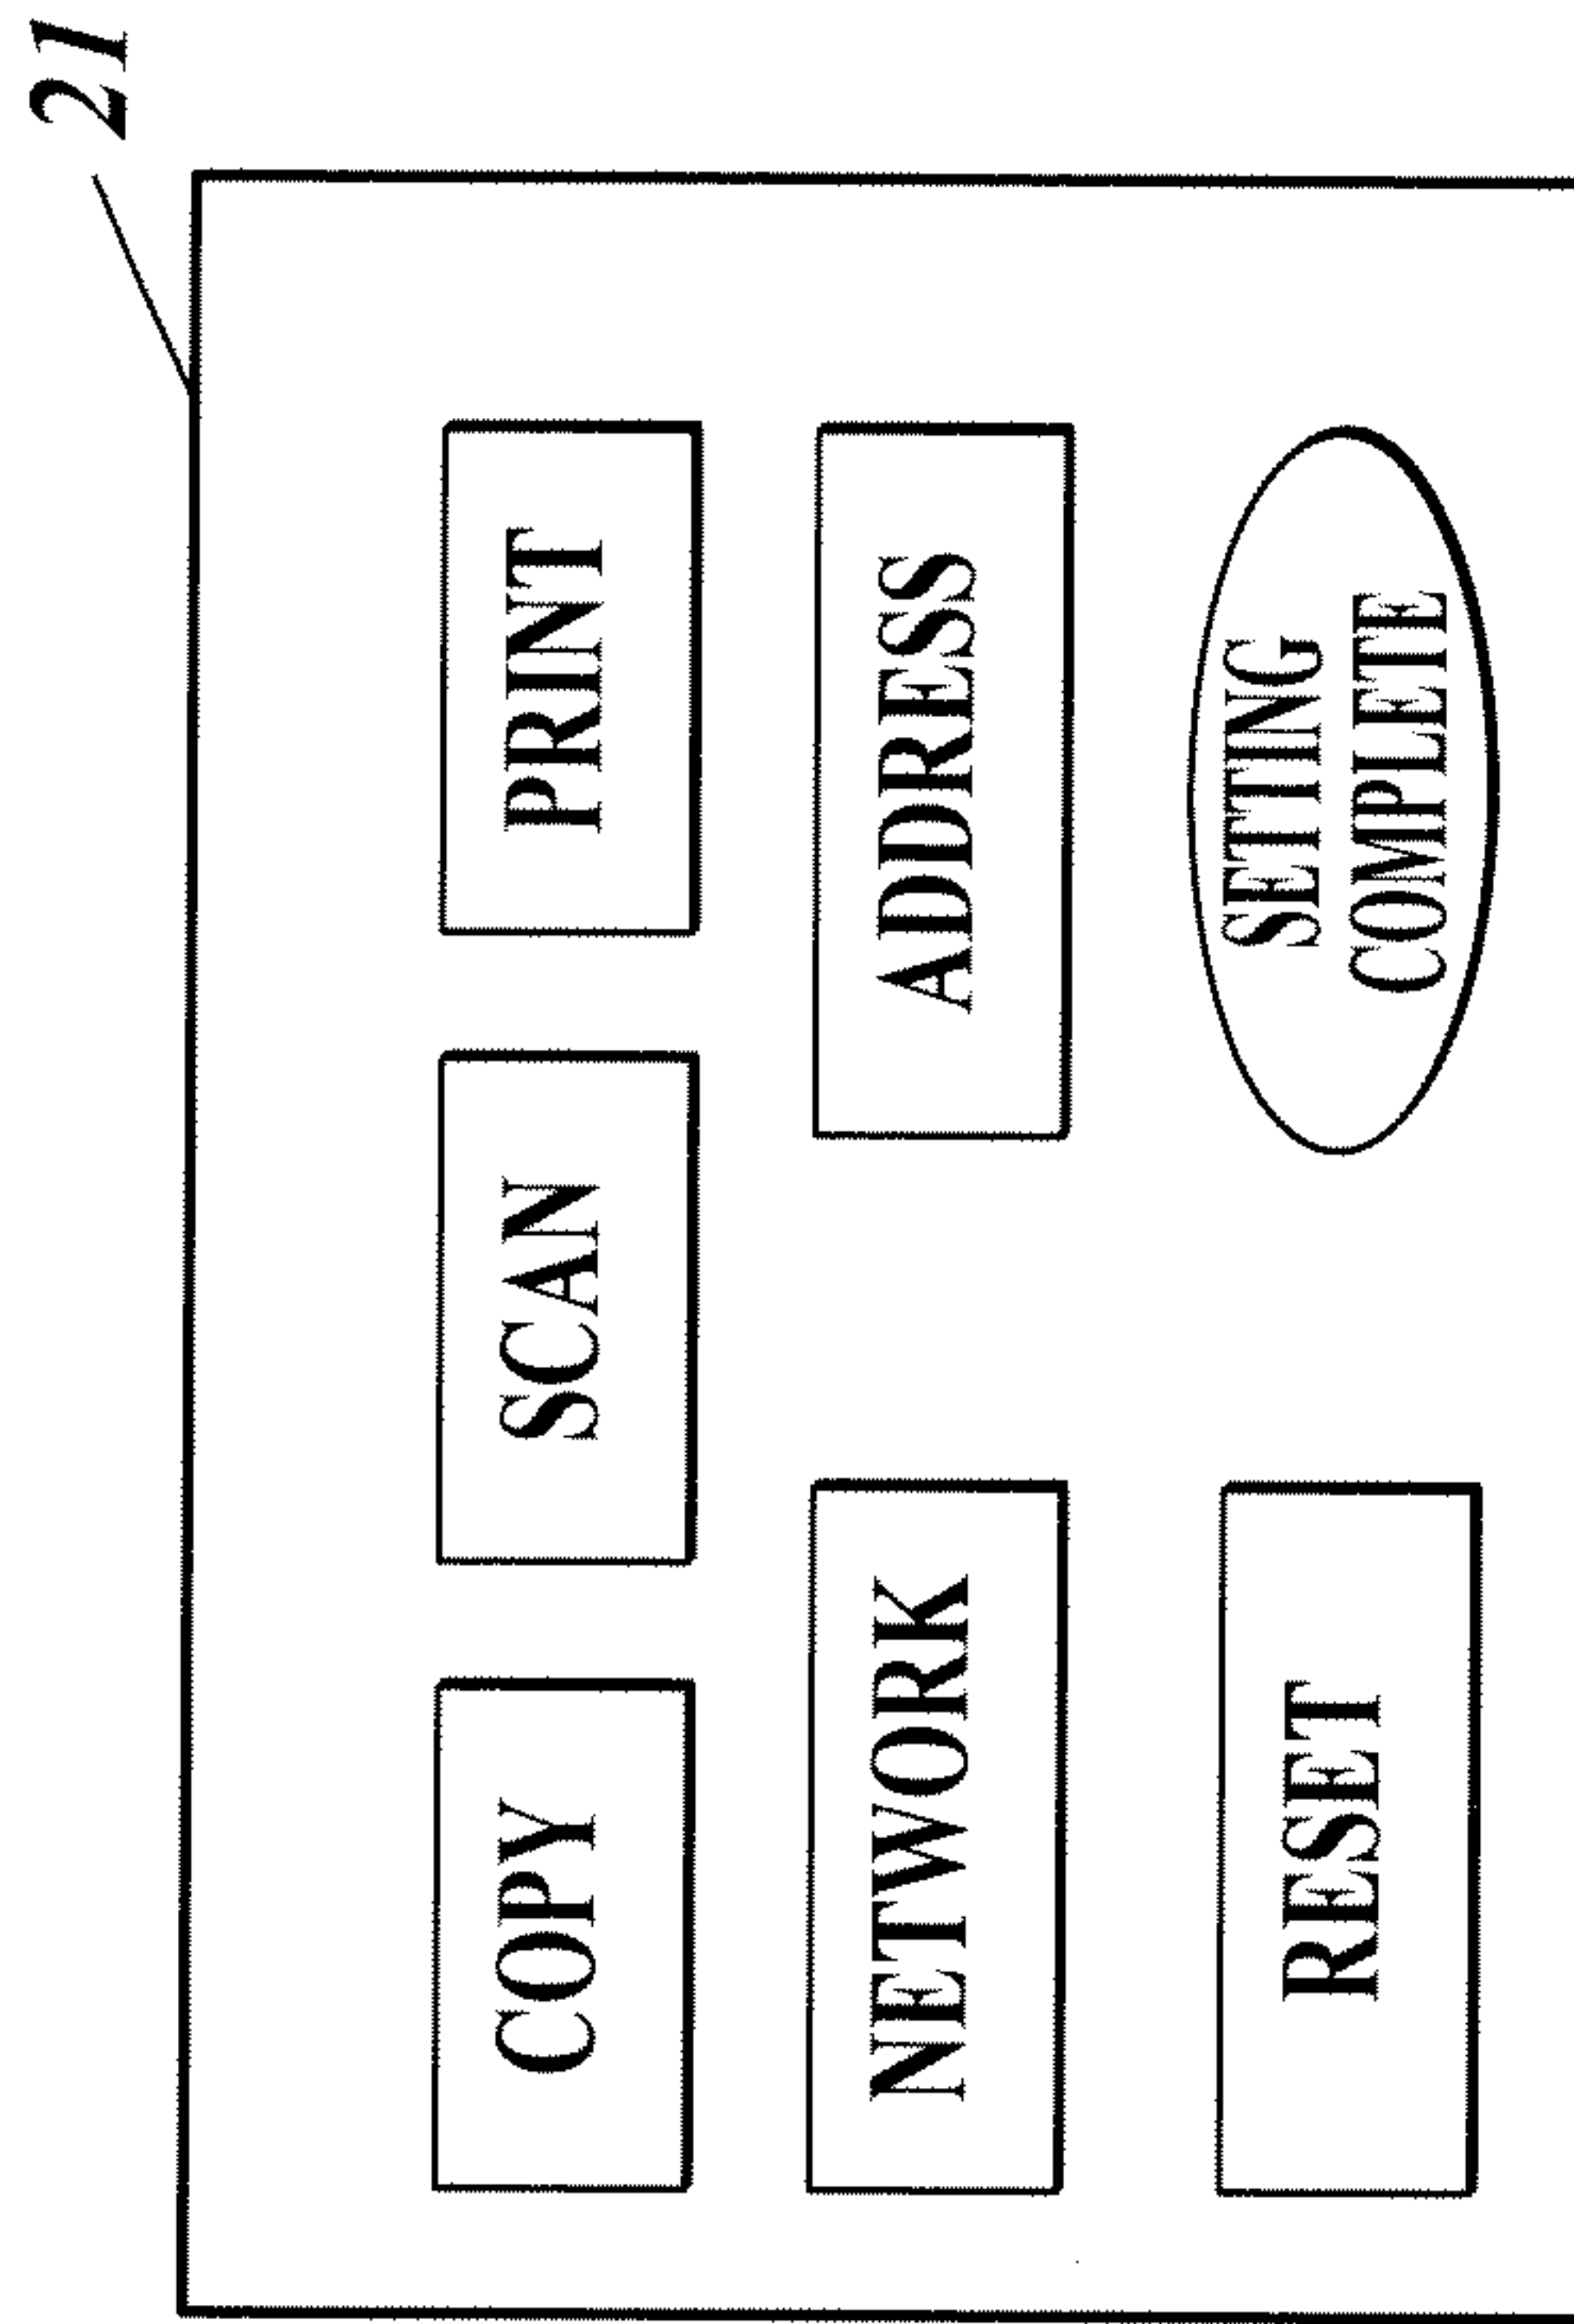 21
COPY SCAN PRINT
NETWORK ADDRESS
RESET SETTING
COMPLETE